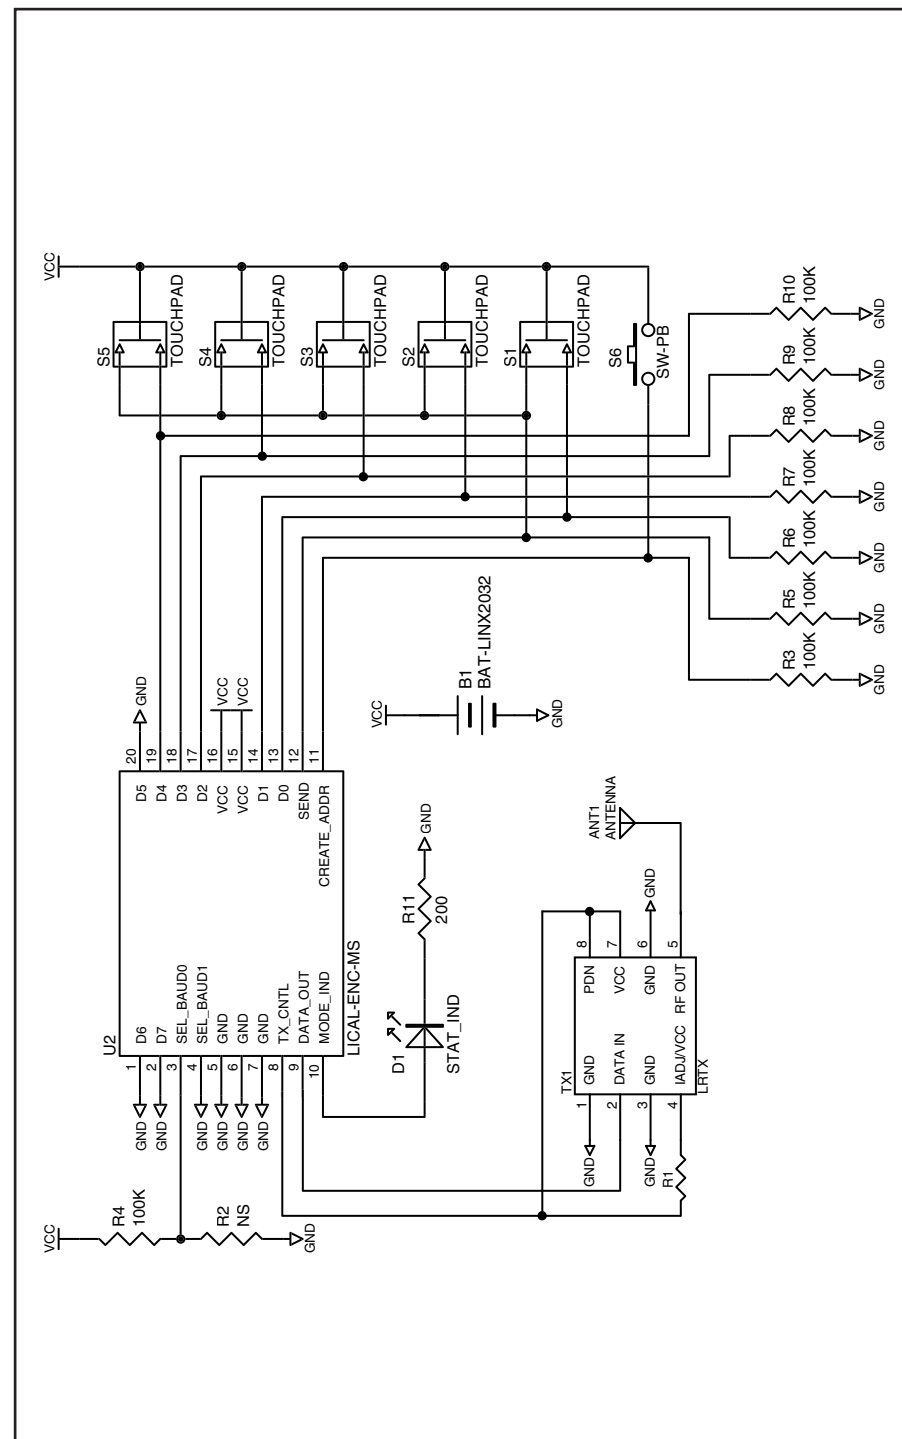 VCC
S5
TOUCHPAD
S4
TOUCHPAD
S3
TOUCHPAD
S2
TOUCHPAD
S1
TOUCHPAD
S6
SW-PB
R10
100K
GND
R9
100K
GND
R8
100K
GND
R7
100K
GND
R6
100K
GND
R5
100K
GND
R3
100K
GND
VCC
B1
BAT-LINX2032
GND
U2
LICAL-ENC-MS
1 D6
2 D7
3 SEL_BAUD0
4 SEL_BAUD1
5 GND
6 GND
7 GND
8 TX_CNTL
9 DATA_OUT
10 MODE_IND
D5 20
D4 19
D3 18
D2 17
VCC 16
VCC 15
D1 14
D0 13
SEND 12
CREATE_ADDR 11
GND
VCC
VCC
GND
GND
GND
GND
GND
GND
VCC
R4
100K
R2
NS
GND
D1
STAT_IND
R11
200
GND
TX1
LRTX
1 GND
2 DATA IN
3 GND
4 IADJ/VCC
PDN 8
VCC 7
GND 6
RF OUT 5
GND
GND
GND
R1
ANT1
ANTENNA